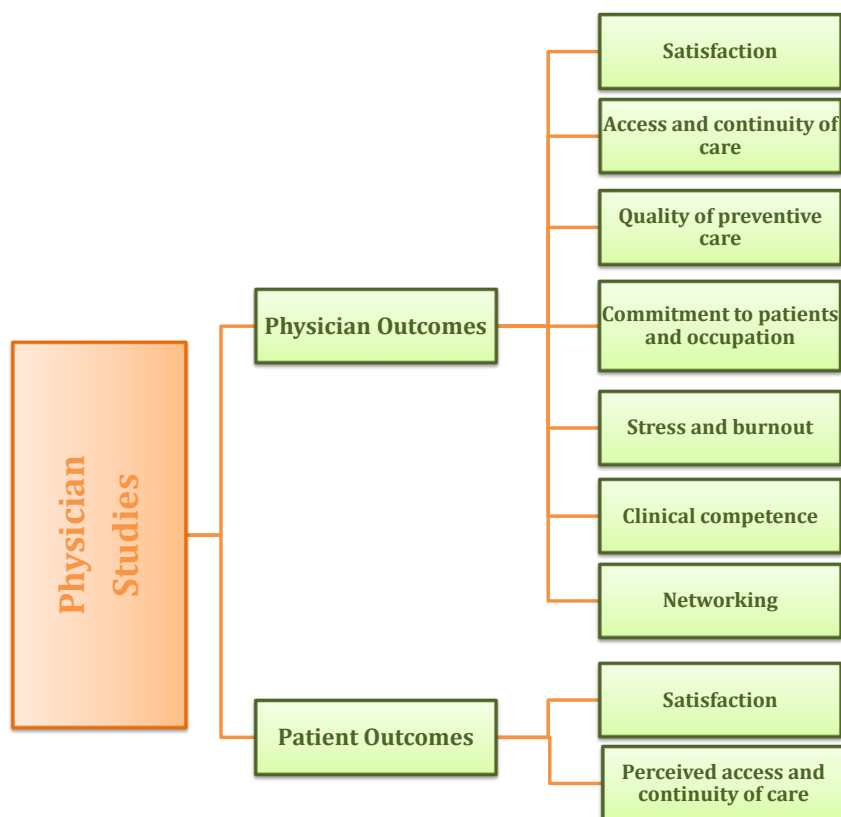 Physician
Studies
Physician Outcomes
Satisfaction
Access and continuity of
care
Quality of preventive
care
Commitment to patients
and occupation
Stress and burnout
Clinical competence
Networking
Patient Outcomes
Satisfaction
Perceived access and
continuity of care